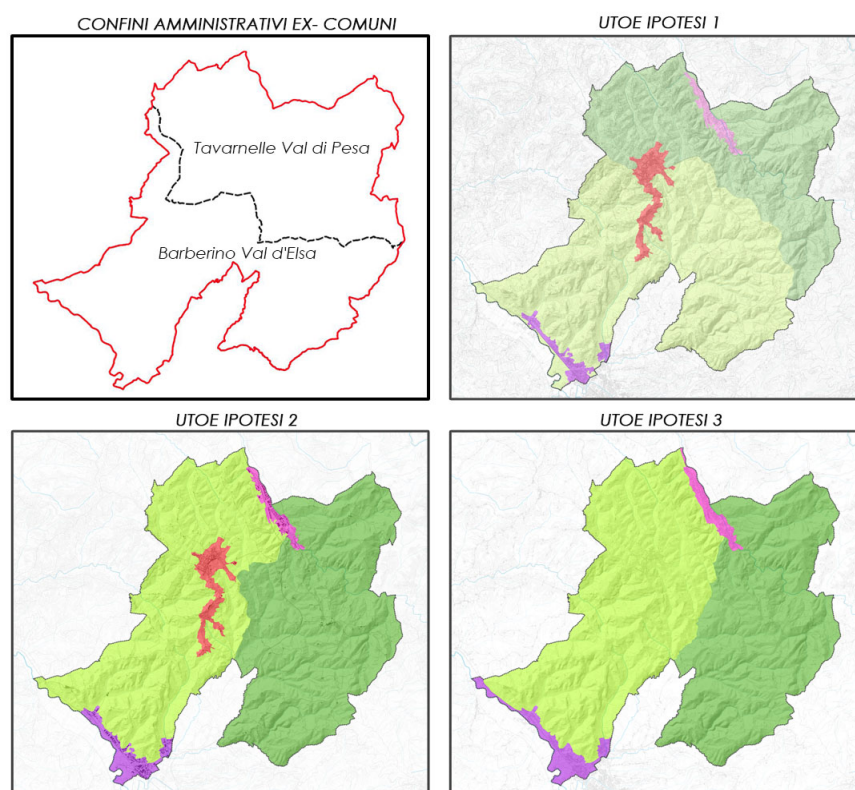 CONFINI AMMINISTRATIVI EX- COMUNI
UTOE IPOTESI 1
Tavarnelle Val di Pesa
Barberino Val d'Elsa
UTOE IPOTESI 2
UTOE IPOTESI 3